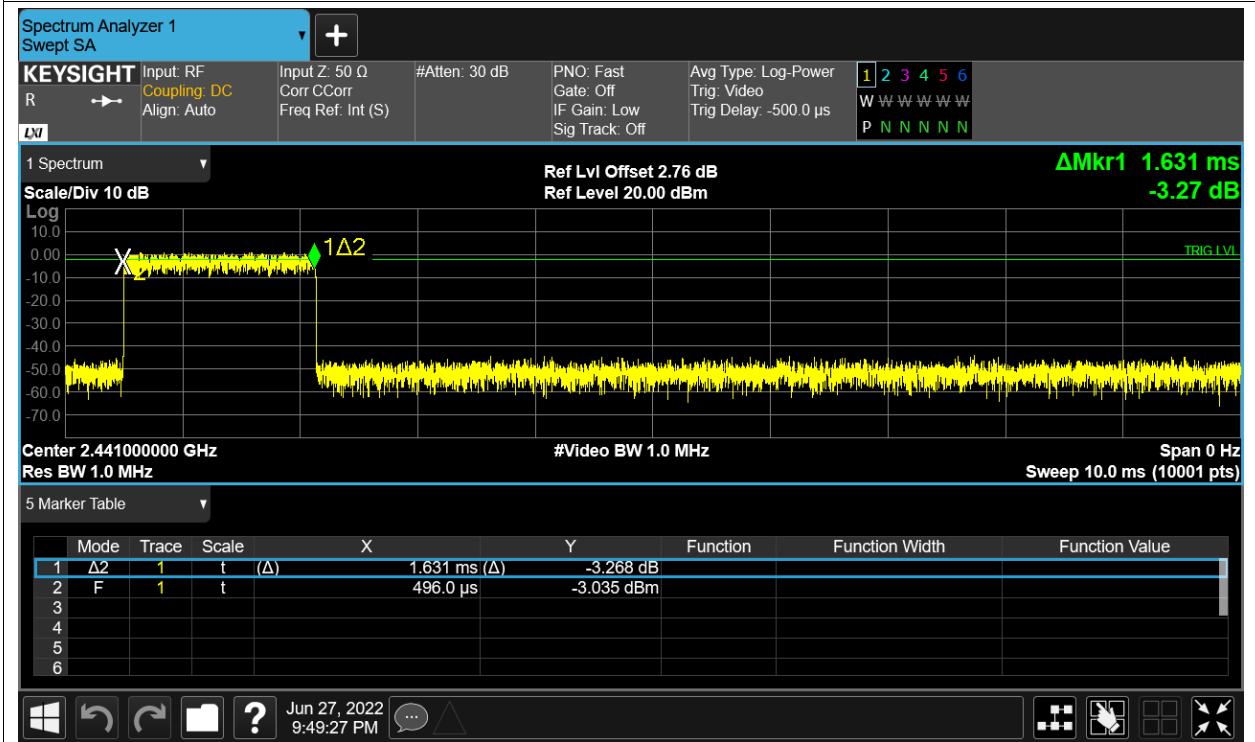 Spectrum Analyzer 1
Swept SA
KEYSIGHT Input: RF Input Z: 50 Ω #Atten: 30 dB PNO: Fast Avg Type: Log-Power 1 2 3 4 5 6
R Coupling: DC Corr CCorr Gate: Off Trig: Video W W W W W W
Align: Auto Freq Ref: Int (S) IF Gain: Low Trig Delay: -500.0 µs
LXI Sig Track: Off P N N N N N
1 Spectrum Ref Lvl Offset 2.76 dB ΔMkr1 1.631 ms
Scale/Div 10 dB Ref Level 20.00 dBm -3.27 dB
Log
10.0
1Δ2
0.00 TRIG LVL
X
2
-10.0
-20.0
-30.0
-40.0
-50.0
-60.0
-70.0
Center 2.441000000 GHz #Video BW 1.0 MHz Span 0 Hz
Res BW 1.0 MHz Sweep 10.0 ms (10001 pts)
5 Marker Table
Mode Trace Scale X Y Function Function Width Function Value
1 Δ2 1 t (Δ) 1.631 ms (Δ) -3.268 dB
2 F 1 t 496.0 µs -3.035 dBm
3
4
5
6
? Jun 27, 2022
9:49:27 PM